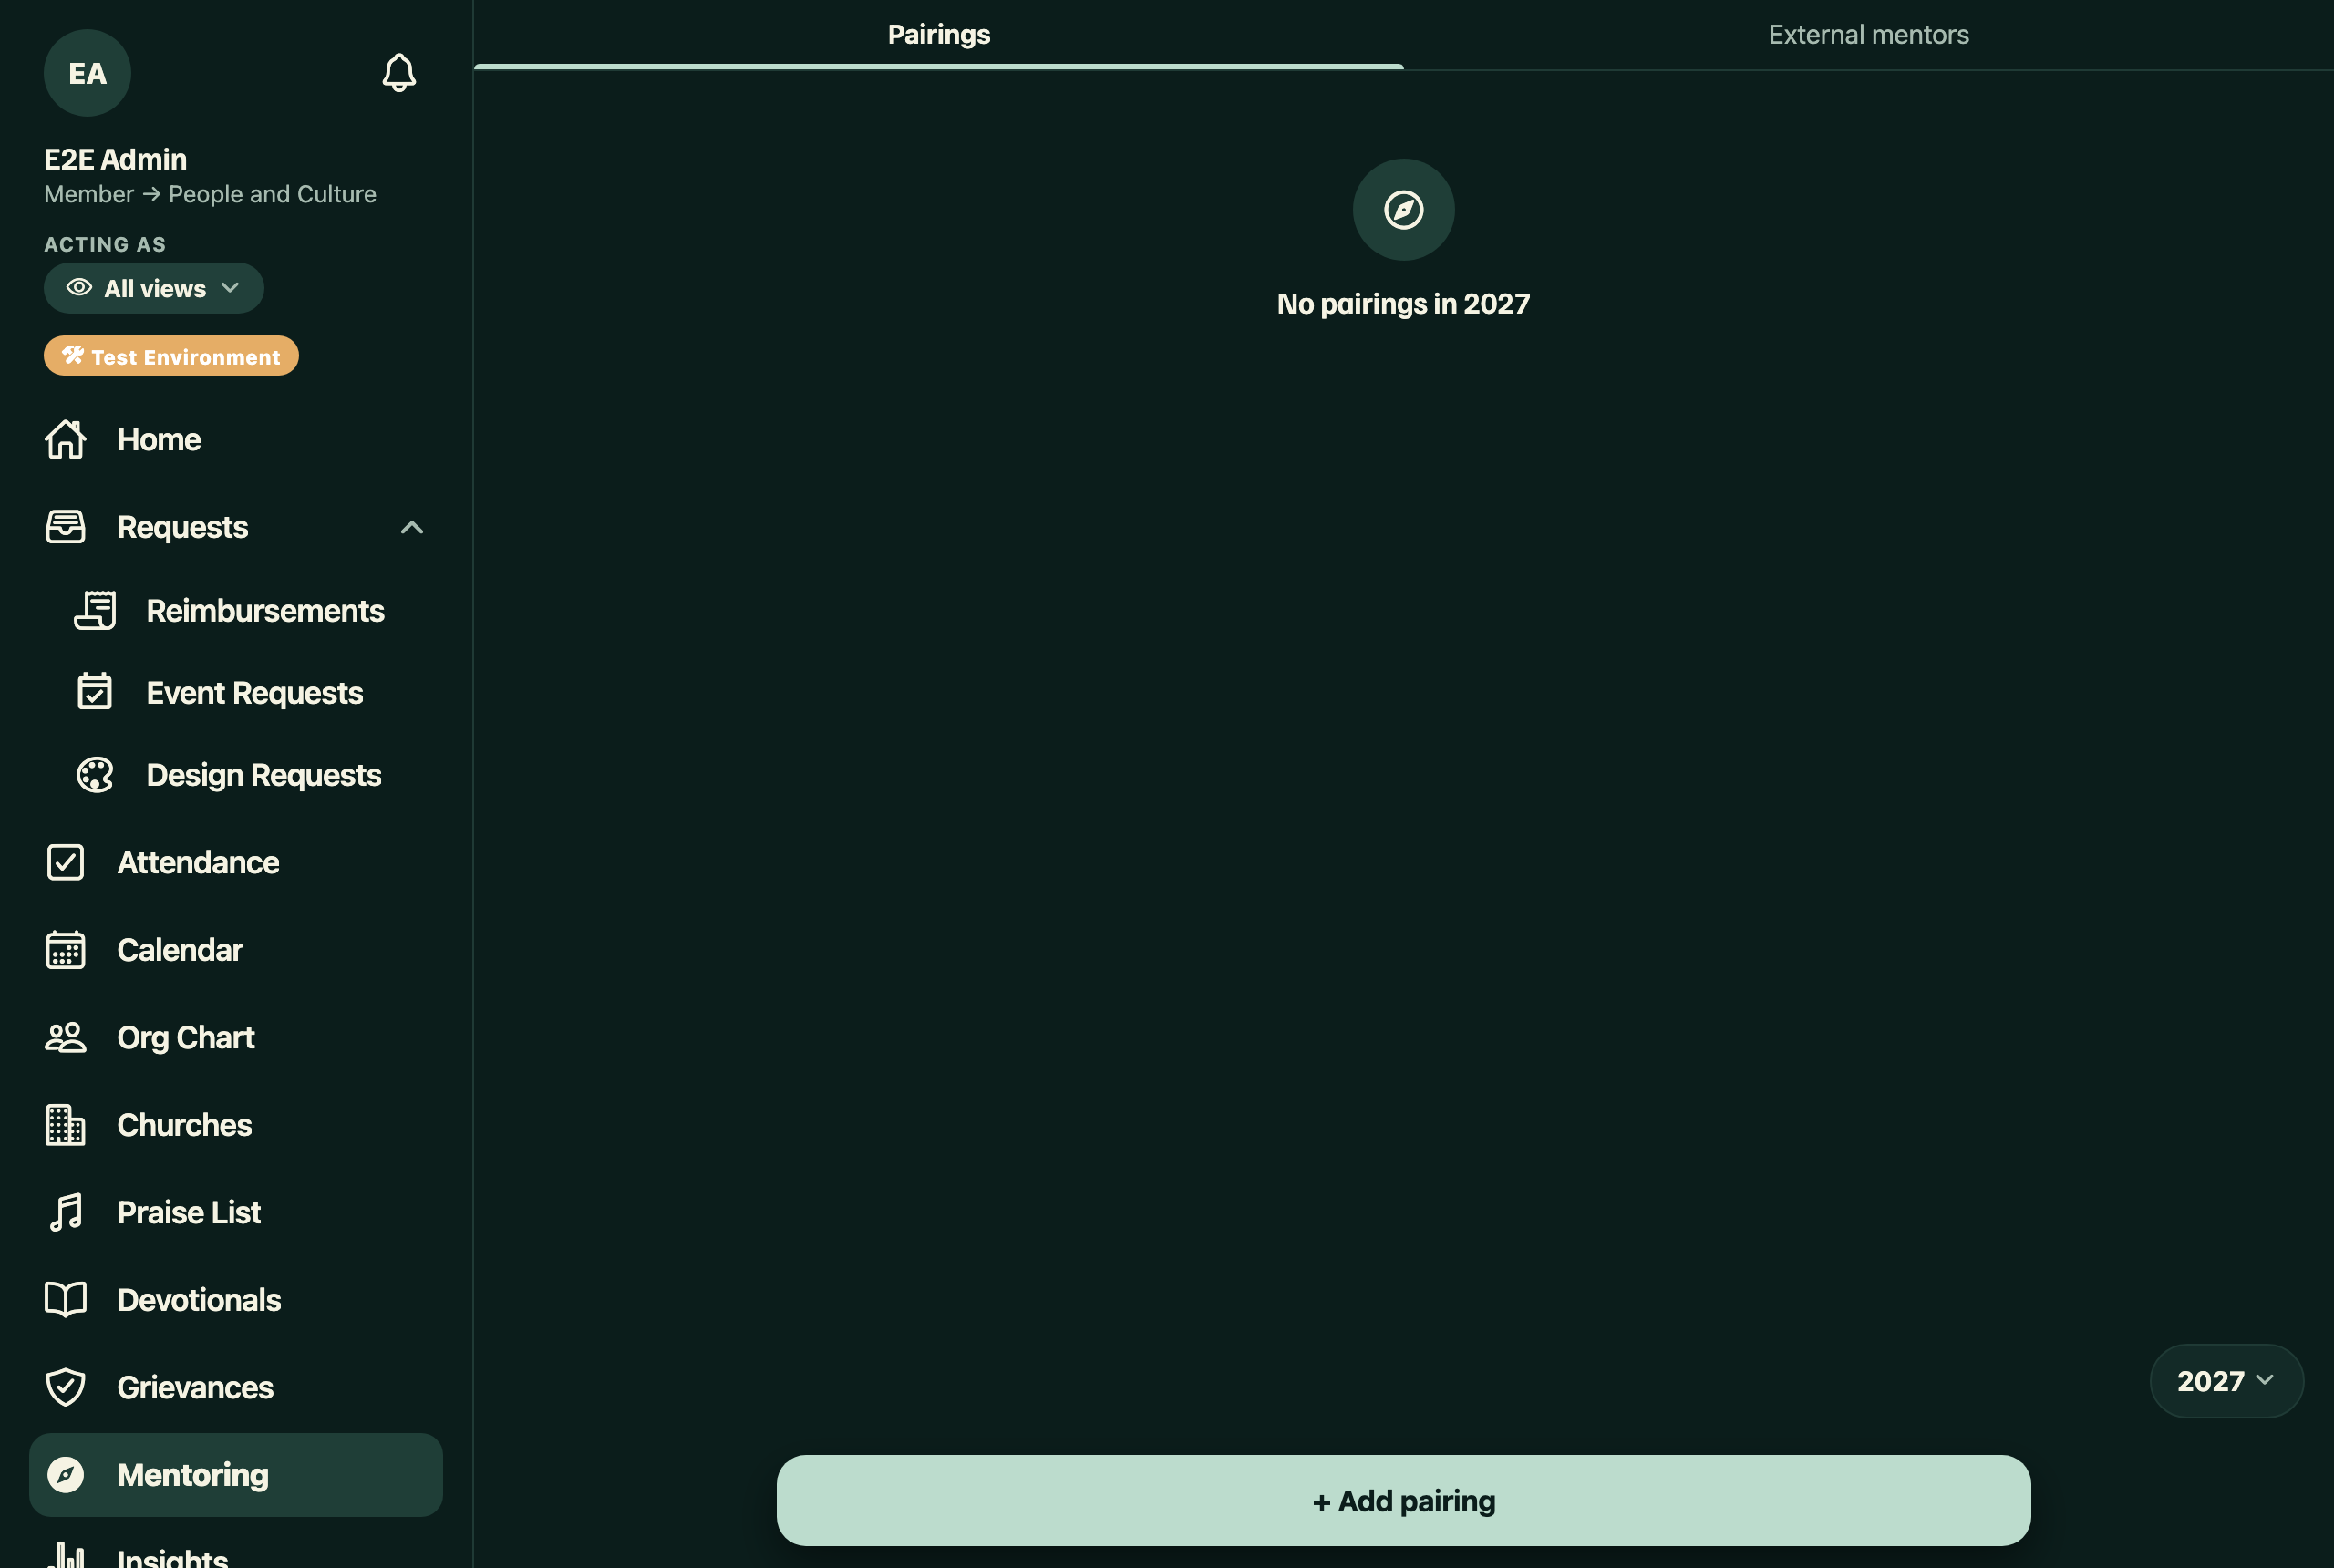 EA
E2E Admin
Member → People and Culture
ACTING AS
All views
Test Environment
Home
Requests
Reimbursements
Event Requests
Design Requests
Attendance
Calendar
Org Chart
Churches
Praise List
Devotionals
Grievances
Mentoring
Insights
Pairings
External mentors
No pairings in 2027
2027
+ Add pairing